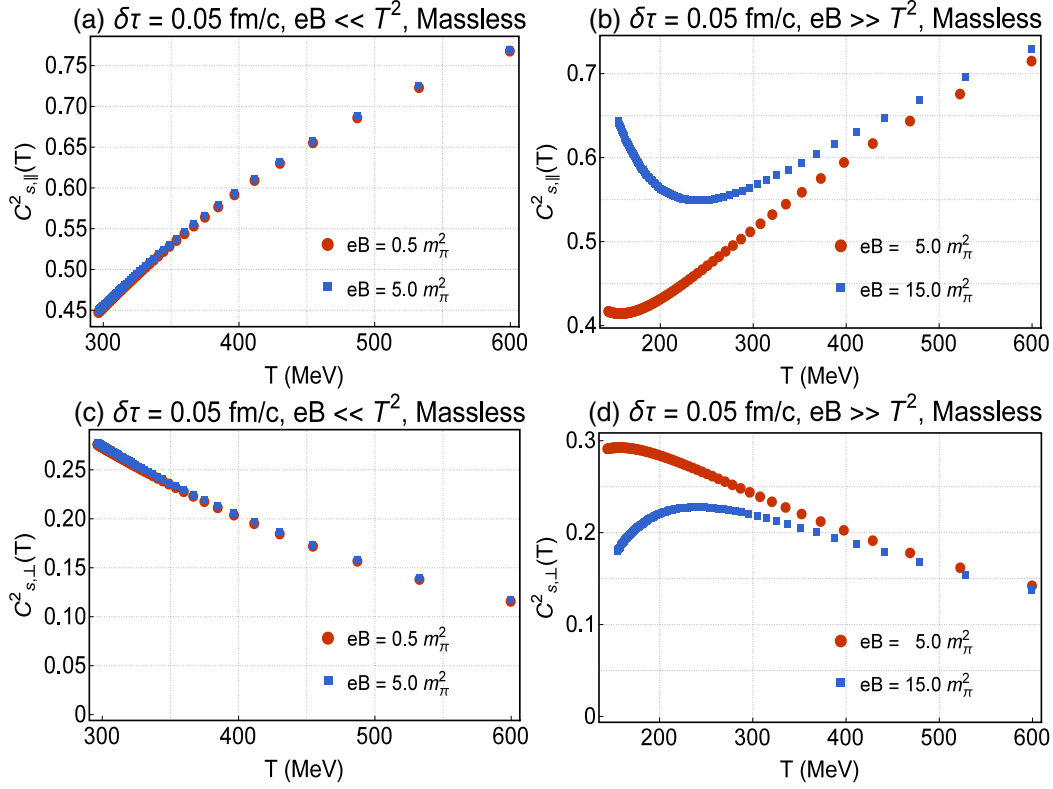 (a) δτ = 0.05 fm/c, eB << T², Massless
C²s,||(T)
0.75
0.70
0.65
0.60
0.55
0.50
0.45
eB = 0.5 m²π
eB = 5.0 m²π
300 400 500 600
T (MeV)
(b) δτ = 0.05 fm/c, eB >> T², Massless
C²s,||(T)
0.7
0.6
0.5
0.4
eB = 5.0 m²π
eB = 15.0 m²π
200 300 400 500 600
T (MeV)
(c) δτ = 0.05 fm/c, eB << T², Massless
C²s,⊥(T)
0.25
0.20
0.15
0.10
0.05
0
eB = 0.5 m²π
eB = 5.0 m²π
300 400 500 600
T (MeV)
(d) δτ = 0.05 fm/c, eB >> T², Massless
C²s,⊥(T)
0.3
0.2
0.1
0
eB = 5.0 m²π
eB = 15.0 m²π
200 300 400 500 600
T (MeV)